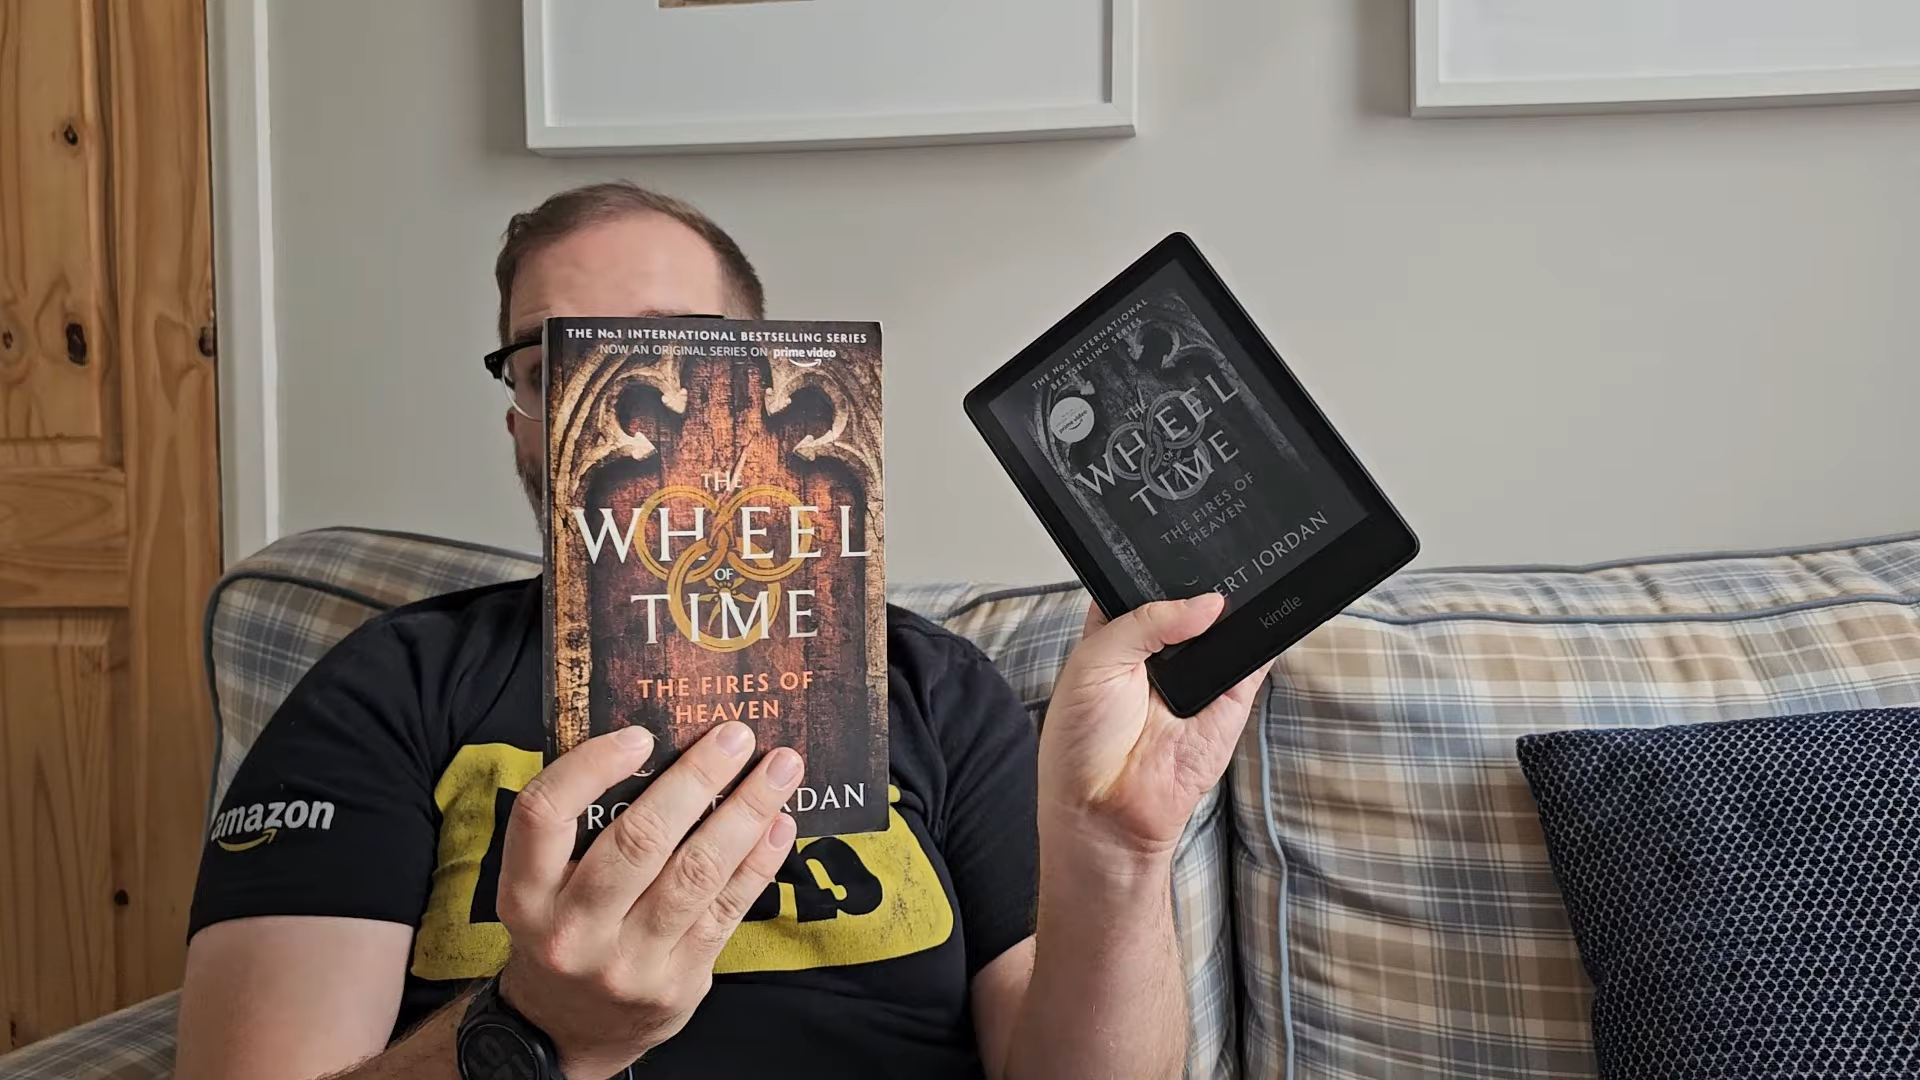 THE No.1 INTERNATIONAL BESTSELLING SERIES
NOW AN ORIGINAL SERIES ON prime video
THE
WHEEL
OF
TIME
THE FIRES OF
HEAVEN
JORDAN
amazon
THE No.1 INTERNATIONAL
BESTSELLING SERIES
prime video
THE
WHEEL
OF
TIME
THE FIRES OF
HEAVEN
ERT JORDAN
kindle